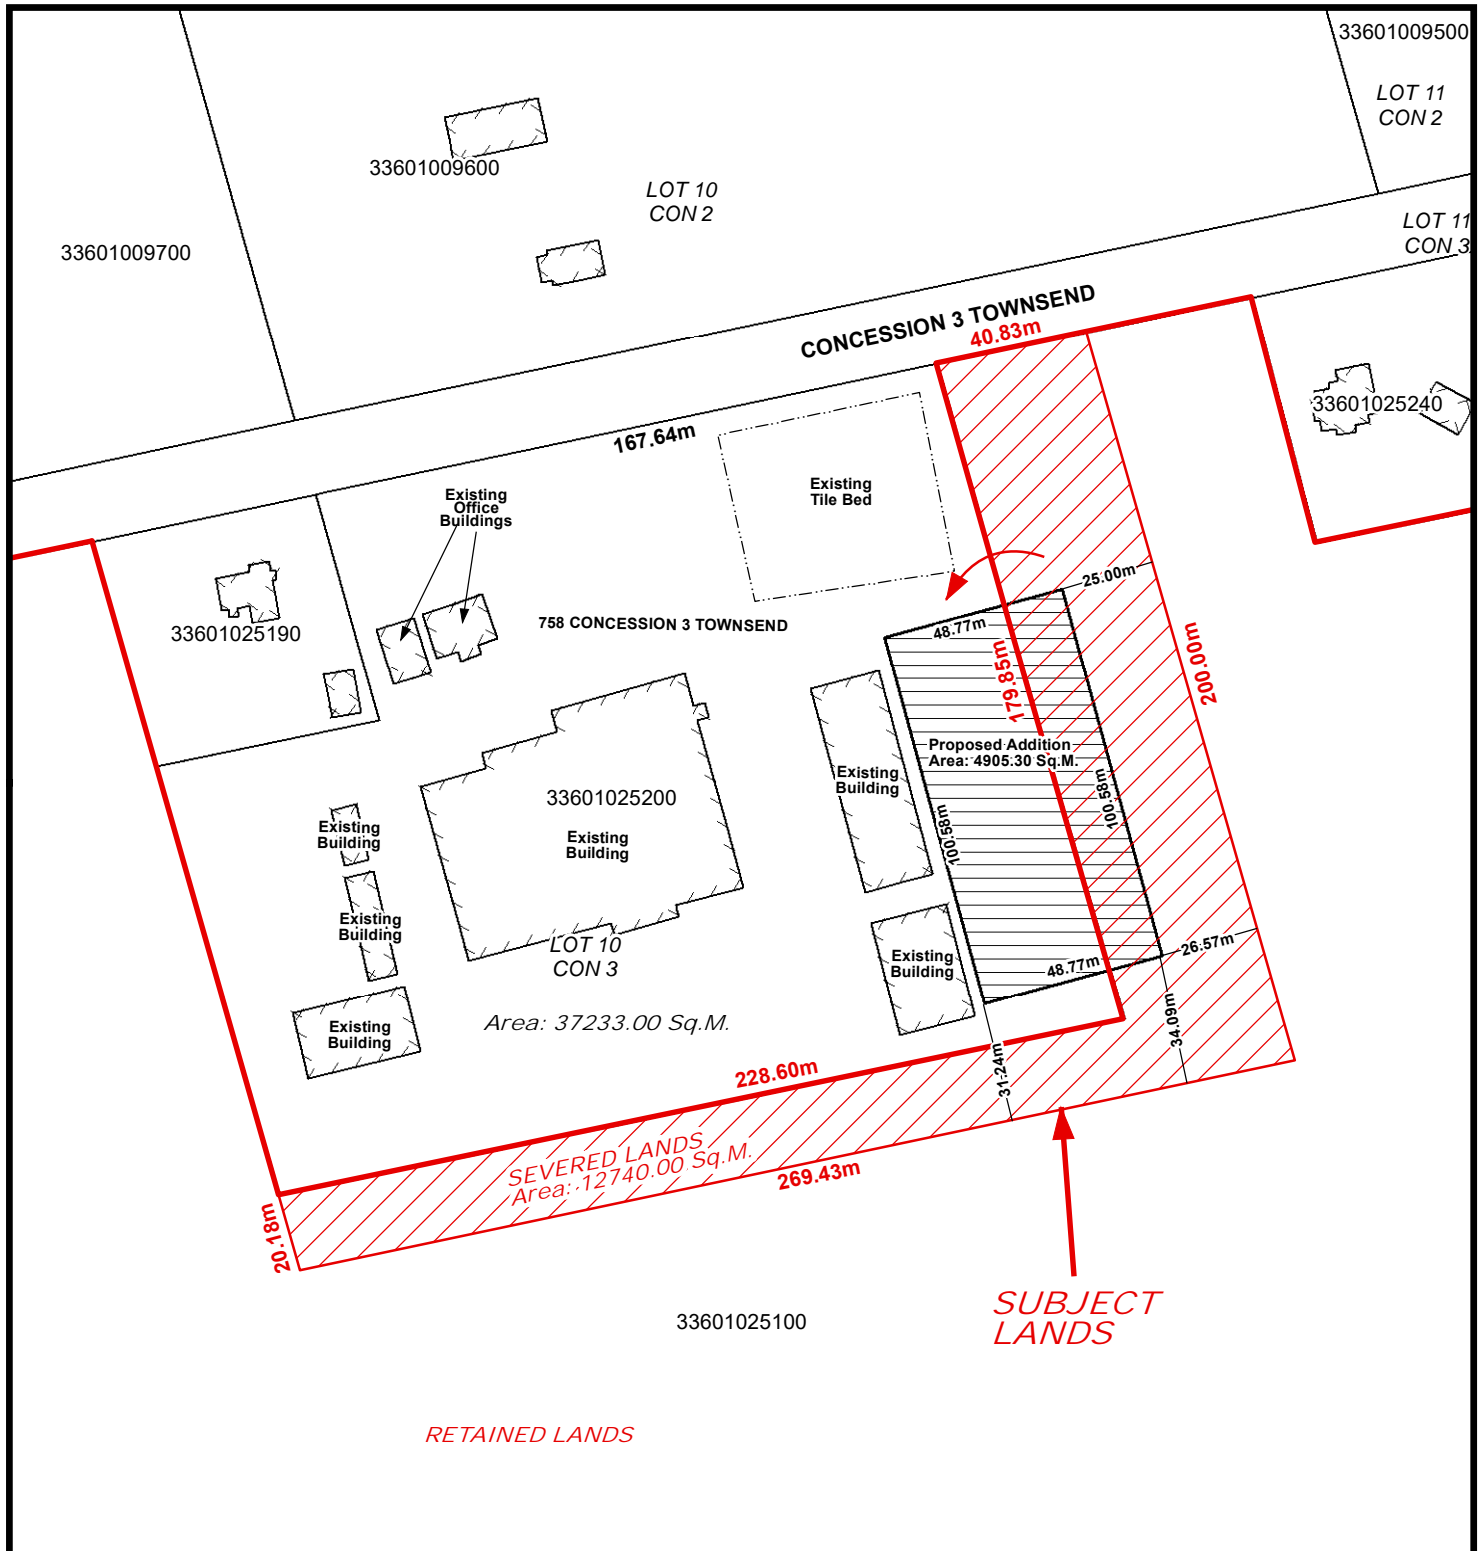 33601009500
LOT 11
CON 2
33601009600
LOT 10
CON 2
33601009700
LOT 11
CON 3
CONCESSION 3 TOWNSEND
40.83m
33601025240
167.64m
Existing
Tile Bed
Existing
Office
Buildings
25.00m
33601025190
758 CONCESSION 3 TOWNSEND
48.77m
179.85m
200.00m
Proposed Addition
Area: 4905.30 Sq.M.
Existing
Building
100.58m
100.58m
33601025200
Existing
Building
Existing
Building
Existing
Building
LOT 10
CON 3
Existing
Building
48.77m
26.57m
Existing
Building
Area: 37233.00 Sq.M.
34.09m
31.24m
228.60m
SEVERED LANDS
Area: 12740.00 Sq.M.
269.43m
20.18m
SUBJECT
LANDS
33601025100
RETAINED LANDS